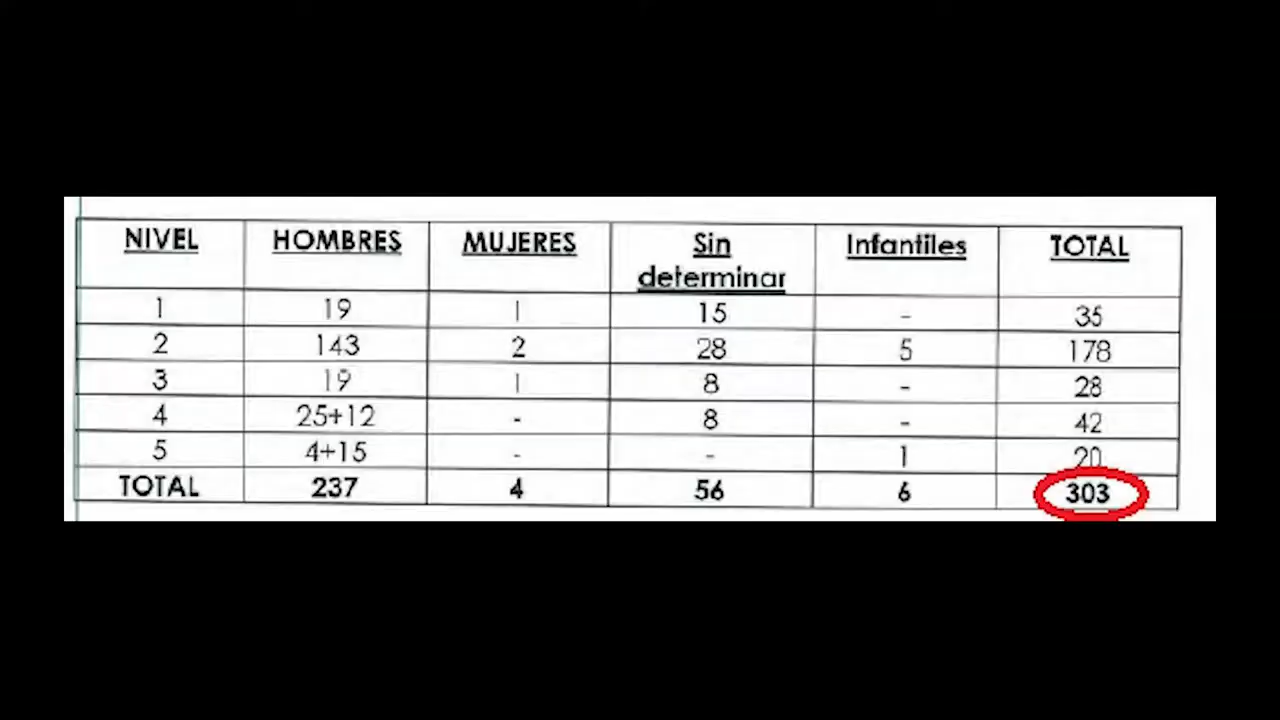 NIVEL HOMBRES MUJERES Sin determinar Infantiles TOTAL
1 19 1 15 - 35
2 143 2 28 5 178
3 19 1 8 - 28
4 25+12 - 8 - 42
5 4+15 - - 1 20
TOTAL 237 4 56 6 303